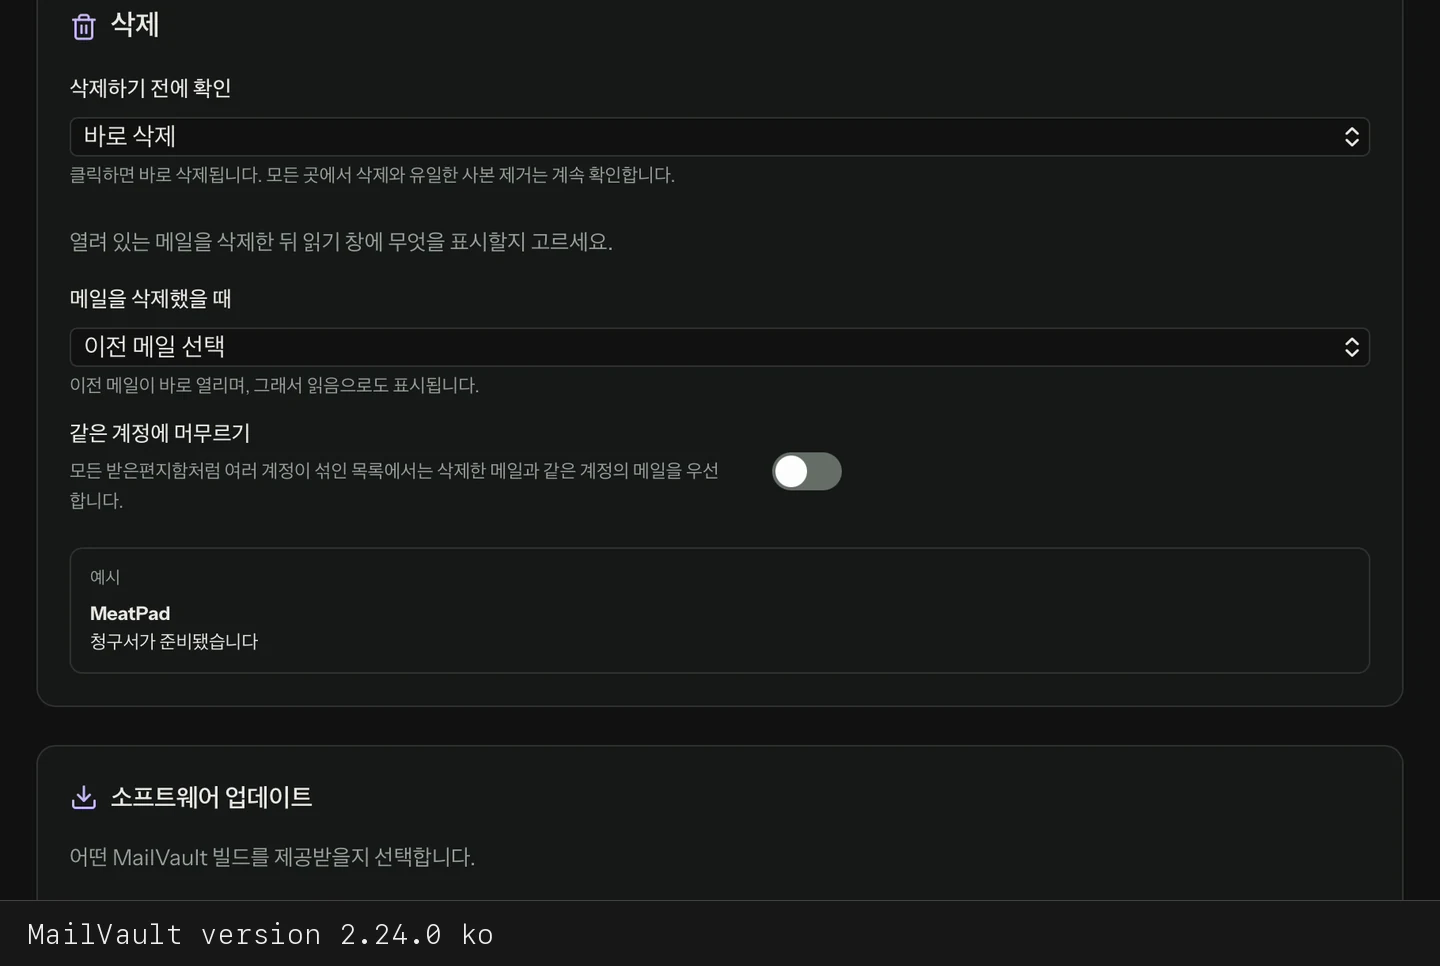 삭제
삭제하기 전에 확인
바로 삭제
클릭하면 바로 삭제됩니다. 모든 곳에서 삭제와 유일한 사본 제거는 계속 확인합니다.
열려 있는 메일을 삭제한 뒤 읽기 창에 무엇을 표시할지 고르세요.
메일을 삭제했을 때
이전 메일 선택
이전 메일이 바로 열리며, 그래서 읽음으로도 표시됩니다.
같은 계정에 머무르기
모든 받은편지함처럼 여러 계정이 섞인 목록에서는 삭제한 메일과 같은 계정의 메일을 우선
합니다.
예시
MeatPad
청구서가 준비됐습니다
소프트웨어 업데이트
어떤 MailVault 빌드를 제공받을지 선택합니다.
MailVault version 2.24.0 ko